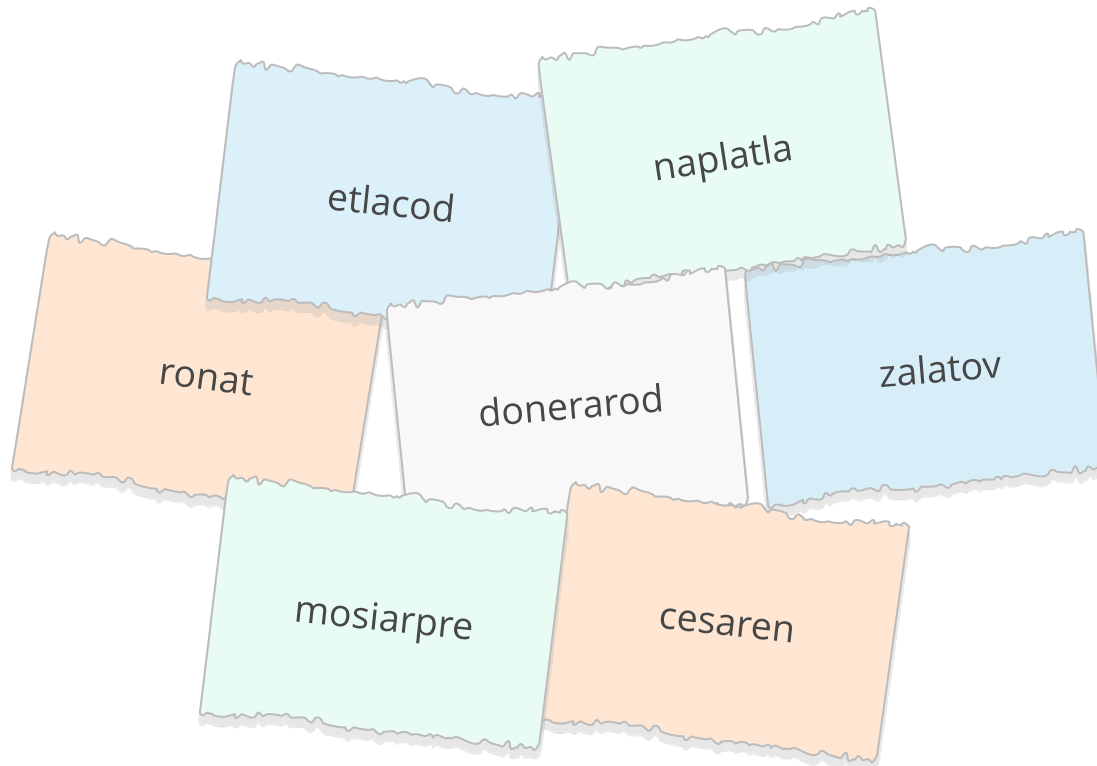 etlacod
naplatla
ronat
donerarod
zalatov
mosiarpre
cesaren